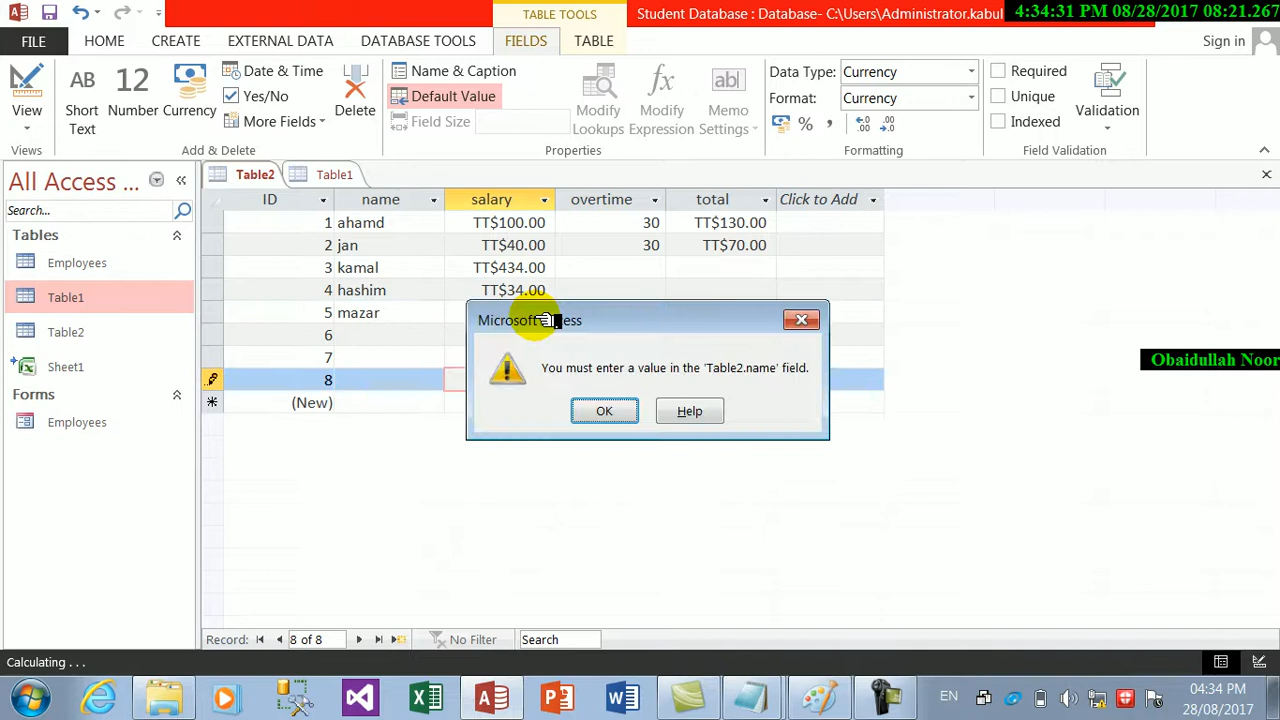 TABLE TOOLS
Student Database : Database- C:\Users\Administrator.kabul
4:34:31 PM 08/28/2017 08:21.267
FILE HOME CREATE EXTERNAL DATA DATABASE TOOLS FIELDS TABLE Sign in
View
Views
AB Short Text
12 Number
Currency
Date & Time
Yes/No
More Fields
Delete
Add & Delete
Name & Caption
Default Value
Field Size
Modify Lookups
fx Modify Expression
ab Memo Settings
Properties
Data Type: Currency
Format: Currency
%
Formatting
Required
Unique
Indexed
Validation
Field Validation
All Access ...
Search...
Tables
Employees
Table1
Table2
Sheet1
Forms
Employees
Table2 Table1
ID name salary overtime total Click to Add
1 ahamd TT$100.00 30 TT$130.00
2 jan TT$40.00 30 TT$70.00
3 kamal TT$434.00
4 hashim TT$34.00
5 mazar
6
7
8
(New)
Microsoft
You must enter a value in the 'Table2.name' field.
OK Help
Obaidullah Noor
Record: 8 of 8 No Filter Search
Calculating . . .
EN
04:34 PM
28/08/2017